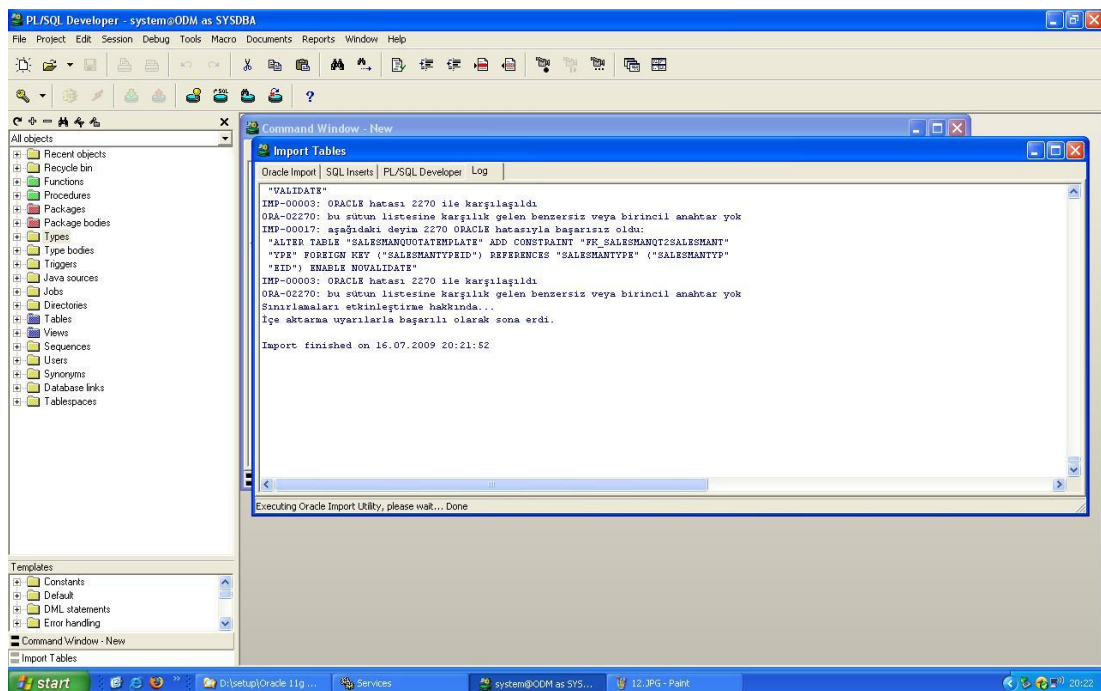 PL/SQL Developer - system@ODM as SYSDBA
File Project Edit Session Debug Tools Macro Documents Reports Window Help
All objects
Recent objects
Recycle bin
Functions
Procedures
Packages
Package bodies
Types
Type bodies
Triggers
Java sources
Jobs
Directories
Tables
Views
Sequences
Users
Synonyms
Database links
Tablespaces
Templates
Constants
Default
DML statements
Error handling
Command Window - New
Import Tables
Command Window - New
Import Tables
Oracle Import SQL Inserts PL/SQL Developer Log
"VALIDATE"
IMP-00003: ORACLE hatası 2270 ile karşılaşıldı
ORA-02270: bu sütun listesine karşılık gelen benzersiz veya birincil anahtar yok
IMP-00017: aşağıdaki deyim 2270 ORACLE hatasıyla başarısız oldu:
"ALTER TABLE "SALESMANQUOTATEMPLATE" ADD CONSTRAINT "FK_SALESMANQT2SALESMANT"
"YPE" FOREIGN KEY ("SALESMANTYPEID") REFERENCES "SALESMANTYPE" ("SALESMANTYP"
"EID") ENABLE NOVALIDATE"
IMP-00003: ORACLE hatası 2270 ile karşılaşıldı
ORA-02270: bu sütun listesine karşılık gelen benzersiz veya birincil anahtar yok
Sınırlamaları etkinleştirme hakkında...
İçe aktarma uyarılarla başarılı olarak sona erdi.
Import finished on 16.07.2009 20:21:52
Executing Oracle Import Utility, please wait... Done
start
D:\setup\Oracle 11g ...
Services
system@ODM as SYS...
12.JPG - Paint
20:22